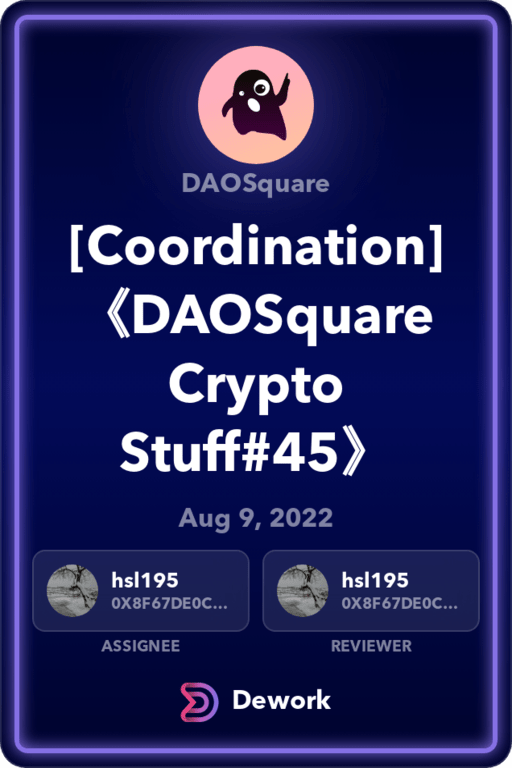 DAOSquare
[Coordination]
《DAOSquare
Crypto
Stuff#45》
Aug 9, 2022
hsl195
0X8F67DE0C...
hsl195
0X8F67DE0C...
ASSIGNEE
REVIEWER
Dework